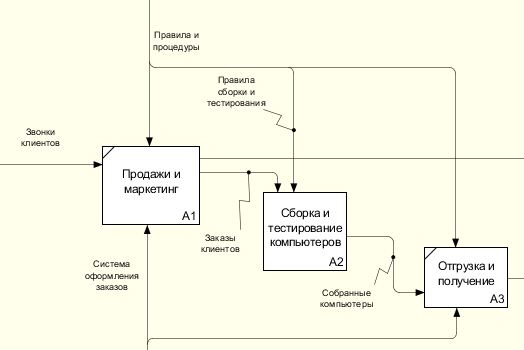 Правила и
процедуры
Правила
сборки и
тестирования
Звонки
клиентов
Продажи и
маркетинг
A1
Заказы
клиентов
Сборка и
тестирование
компьютеров
A2
Система
оформления
заказов
Собранные
компьютеры
Отгрузка и
получение
A3